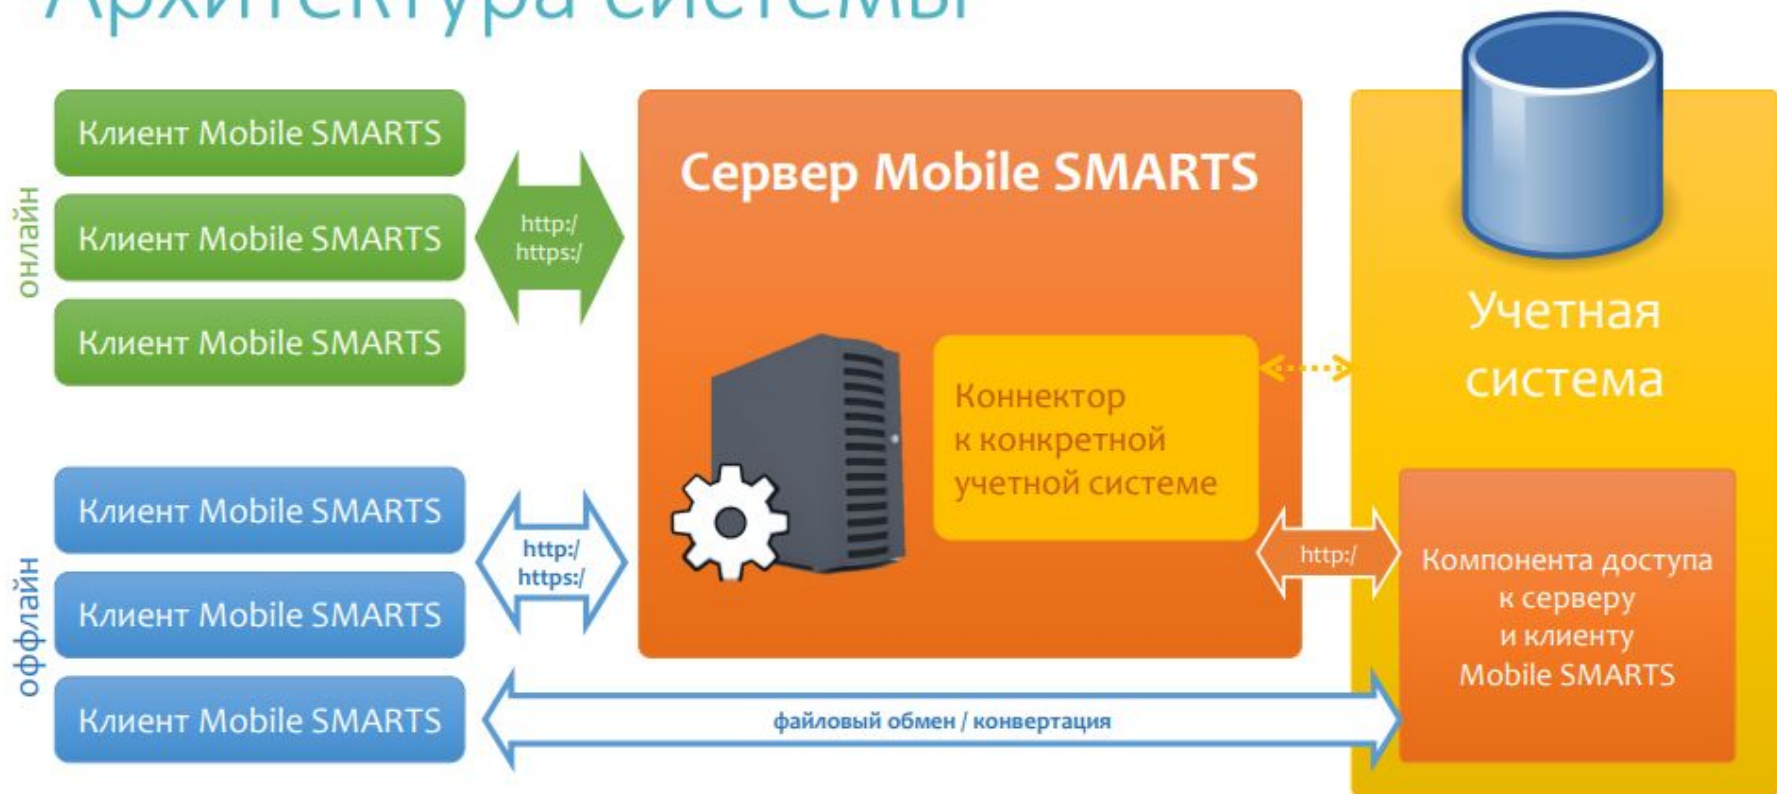 Архитектура системы
онлайн
Клиент Mobile SMARTS
Клиент Mobile SMARTS
Клиент Mobile SMARTS
http:/
https:/
оффлайн
Клиент Mobile SMARTS
Клиент Mobile SMARTS
Клиент Mobile SMARTS
http:/
https:/
файловый обмен / конвертация
Сервер Mobile SMARTS
Коннектор
к конкретной
учетной системе
http:/
Учетная
система
Компонента доступа
к серверу
и клиенту
Mobile SMARTS